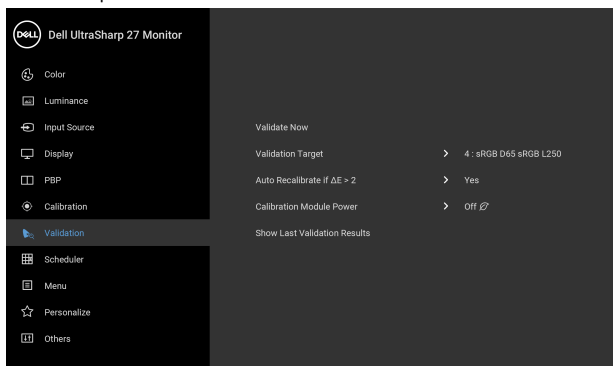 DELL Dell UltraSharp 27 Monitor
Color
Luminance
Input Source
Validate Now
Display
Validation Target > 4 : sRGB D65 sRGB L250
PBP
Auto Recalibrate if ΔE > 2 > Yes
Calibration
Calibration Module Power > Off
Validation
Show Last Validation Results
Scheduler
Menu
Personalize
Others